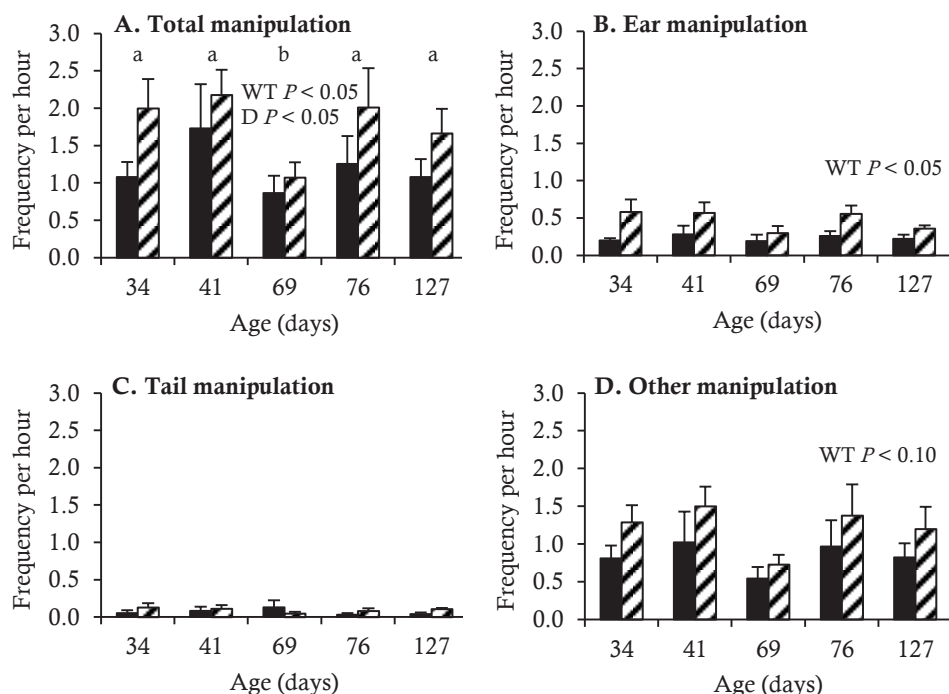 A. Total manipulation
Frequency per hour
3.0
2.5
2.0
1.5
1.0
0.5
0.0
a a b a a
WT P < 0.05
D P < 0.05
34 41 69 76 127
Age (days)
B. Ear manipulation
Frequency per hour
3.0
2.5
2.0
1.5
1.0
0.5
0.0
WT P < 0.05
34 41 69 76 127
Age (days)
C. Tail manipulation
Frequency per hour
3.0
2.5
2.0
1.5
1.0
0.5
0.0
34 41 69 76 127
Age (days)
D. Other manipulation
Frequency per hour
3.0
2.5
2.0
1.5
1.0
0.5
0.0
WT P < 0.10
34 41 69 76 127
Age (days)